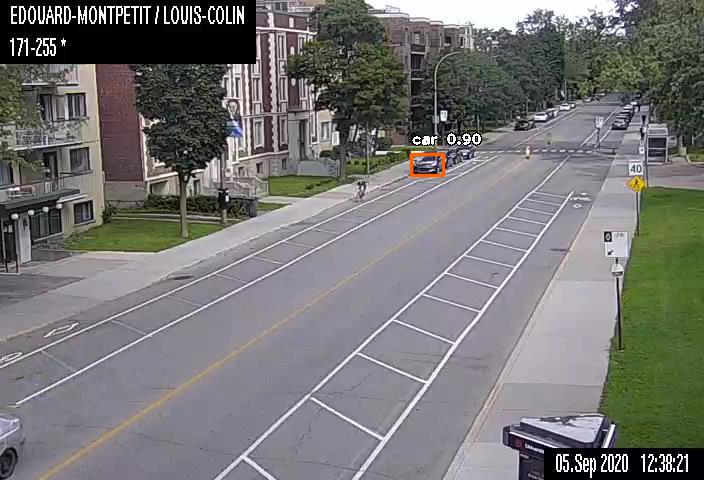 EDOUARD-MONTPETIT / LOUIS-COLIN
171-255 *
car 0.90
40
05.Sep 2020 12:38:21